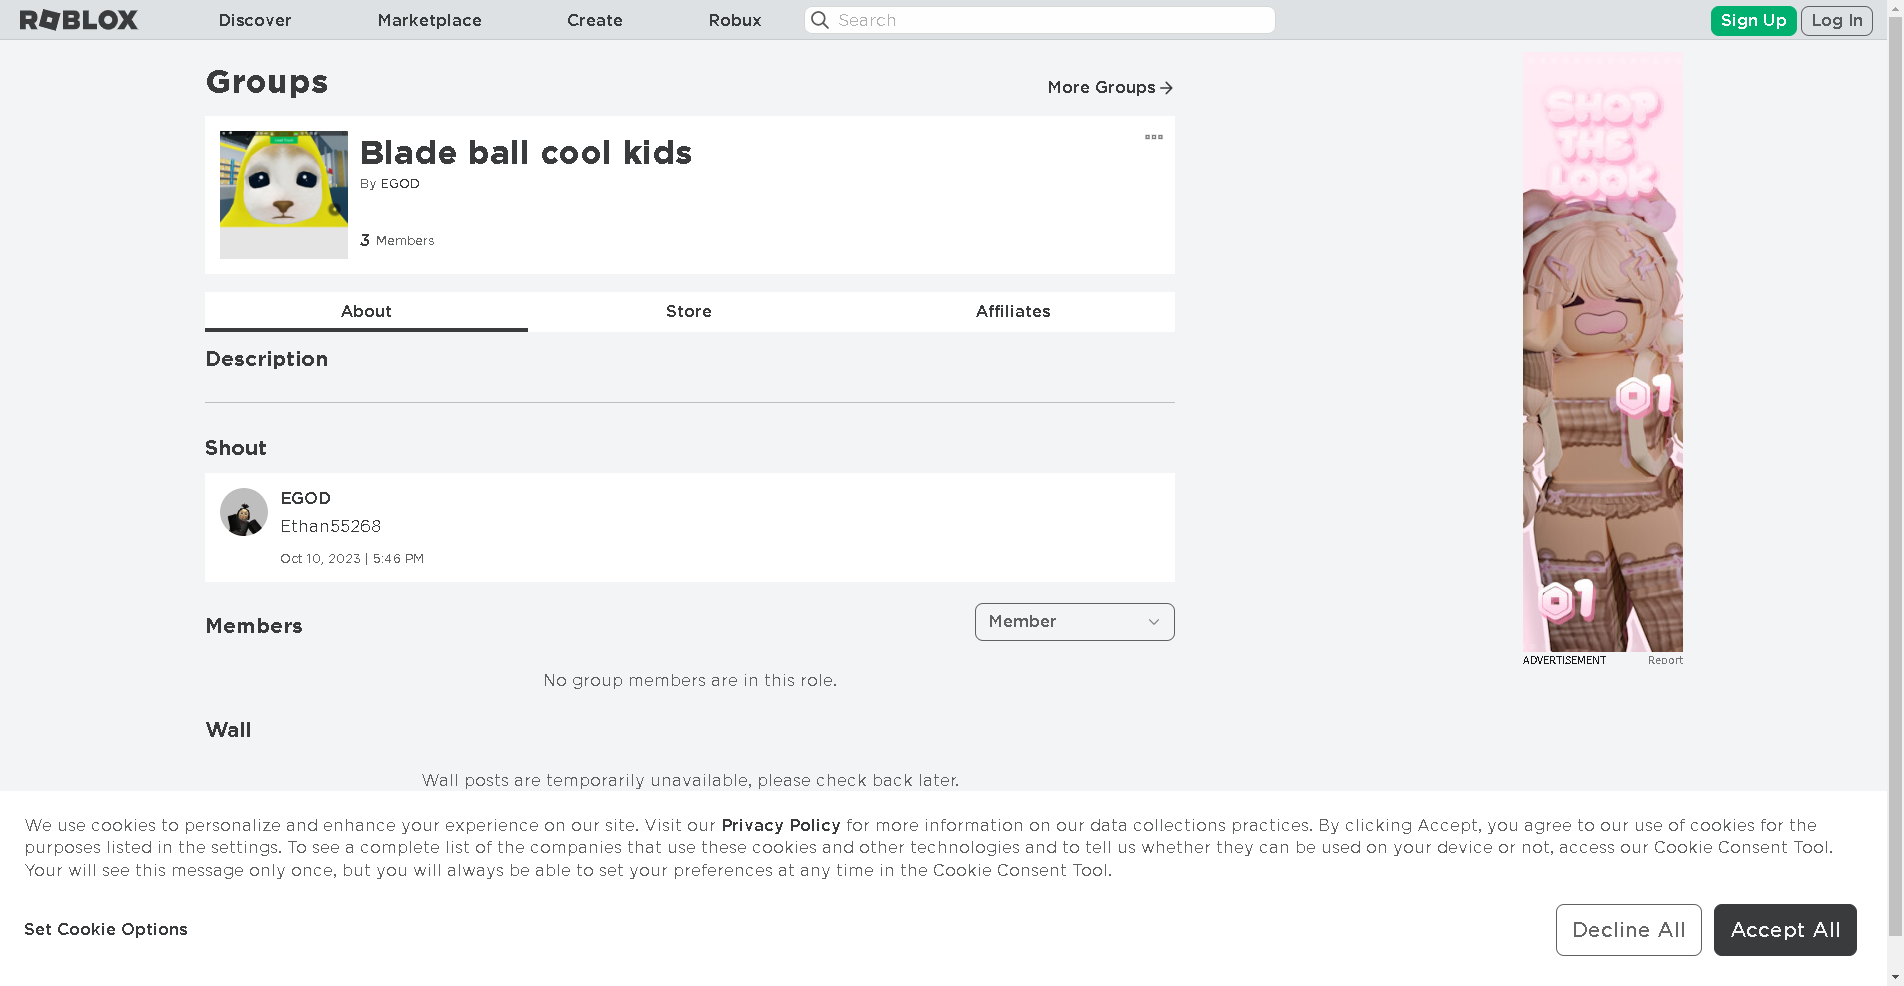 ROBLOX
Discover
Marketplace
Create
Robux
Search
Sign Up
Log In
Groups
More Groups
Blade ball cool kids
By EGOD
3 Members
About
Store
Affiliates
Description
Shout
EGOD
Ethan55268
Oct 10, 2023 | 5:46 PM
Members
Member
No group members are in this role.
Wall
Wall posts are temporarily unavailable, please check back later.
SHOP
THE
LOOK
1
1
ADVERTISEMENT
Report
We use cookies to personalize and enhance your experience on our site. Visit our Privacy Policy for more information on our data collections practices. By clicking Accept, you agree to our use of cookies for the
purposes listed in the settings. To see a complete list of the companies that use these cookies and other technologies and to tell us whether they can be used on your device or not, access our Cookie Consent Tool.
Your will see this message only once, but you will always be able to set your preferences at any time in the Cookie Consent Tool.
Set Cookie Options
Decline All
Accept All